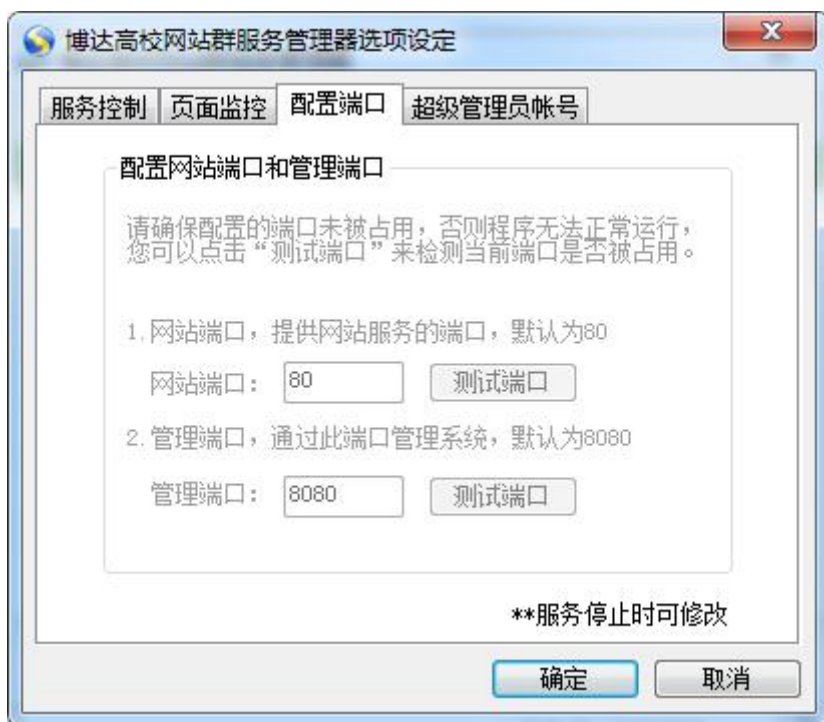 博达高校网站群服务管理器选项设定
服务控制 页面监控 配置端口 超级管理员帐号
配置网站端口和管理端口
请确保配置的端口未被占用，否则程序无法正常运行，
您可以点击“测试端口”来检测当前端口是否被占用。
1.网站端口，提供网站服务的端口，默认为80
网站端口： 80 测试端口
2.管理端口，通过此端口管理系统，默认为8080
管理端口： 8080 测试端口
**服务停止时可修改
确定 取消